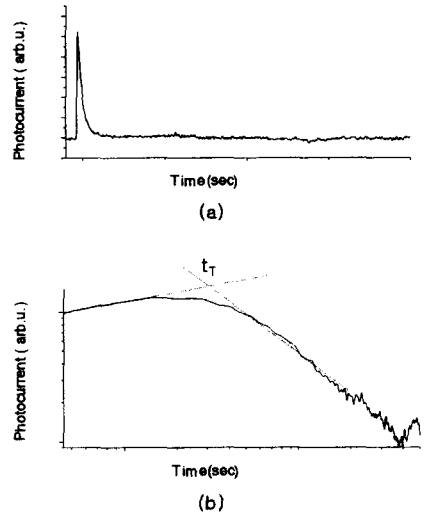 Photocurrent ( arb.u.)
Time(sec)
(a)
t_T
Photocurrent ( arb.u.)
Time(sec)
(b)